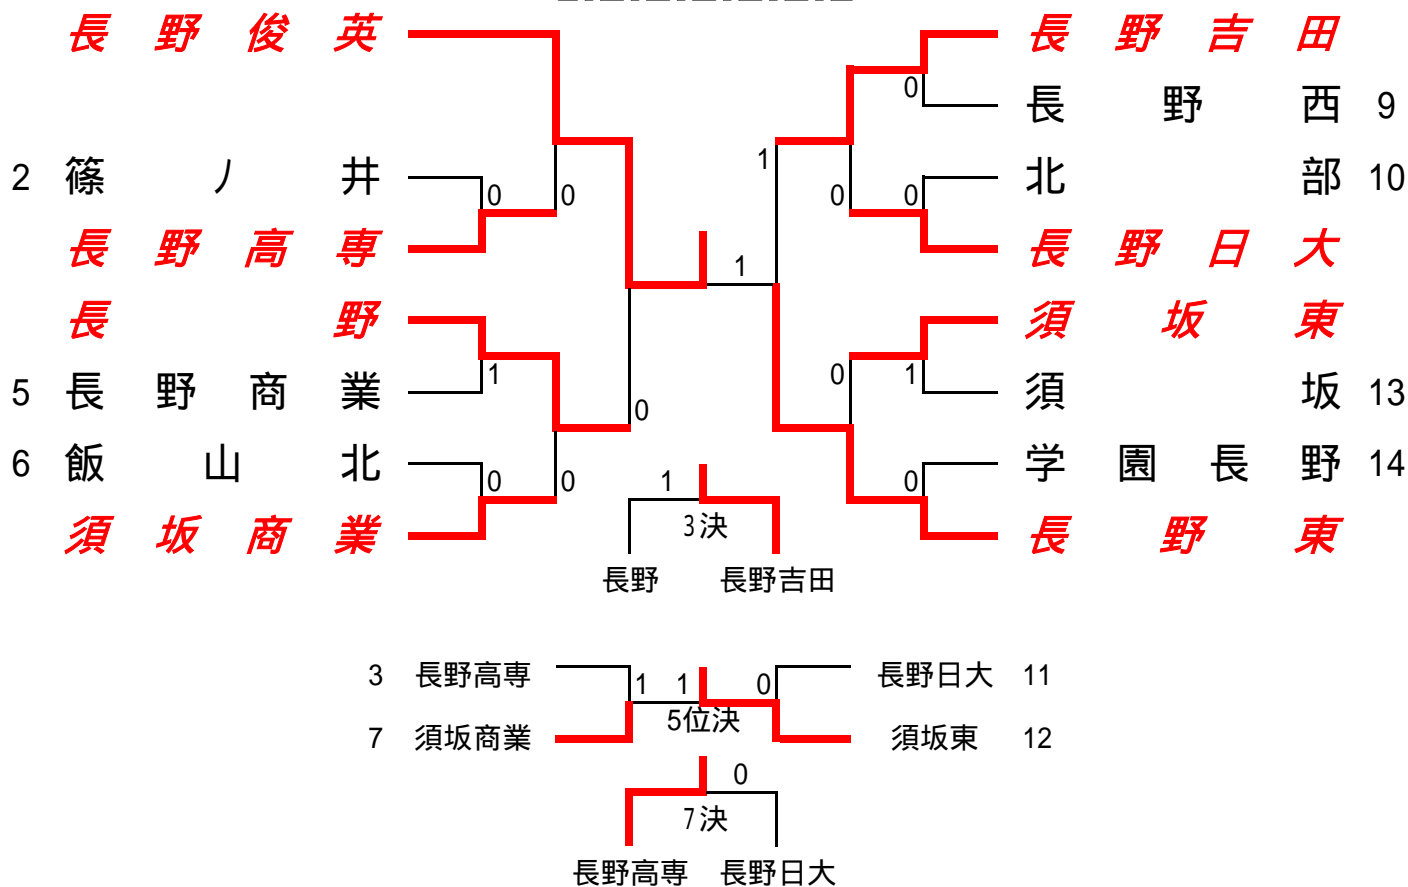 長野俊英
2 篠ノ井
0 0
長野高専
長野
5 長野商業
1
0
6 飯山北
0 0
須坂商業
長野吉田
0
長野西 9
1
北部 10
0 0
長野日大
1
須坂東
0 1
須坂 13
学園長野 14
0
長野東
1
3決
長野 長野吉田
3 長野高専 1 1 0 長野日大 11
5位決
7 須坂商業 須坂東 12
0
7決
長野高専 長野日大